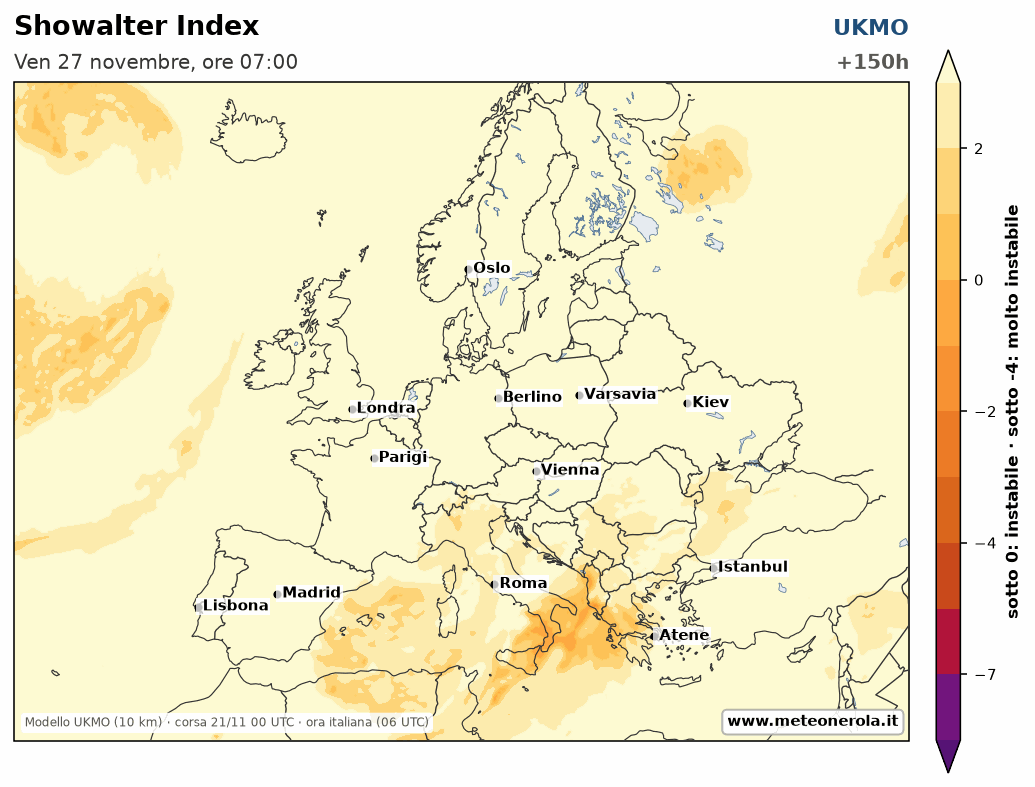 Showalter Index
UKMO
Ven 27 novembre, ore 07:00
+150h
2
0
−2
−4
−7
sotto 0: instabile · sotto -4: molto instabile
Oslo
Londra
Berlino
Varsavia
Kiev
Parigi
Vienna
Istanbul
Roma
Madrid
Lisbona
Atene
Modello UKMO (10 km) · corsa 21/11 00 UTC · ora italiana (06 UTC)
www.meteonerola.it